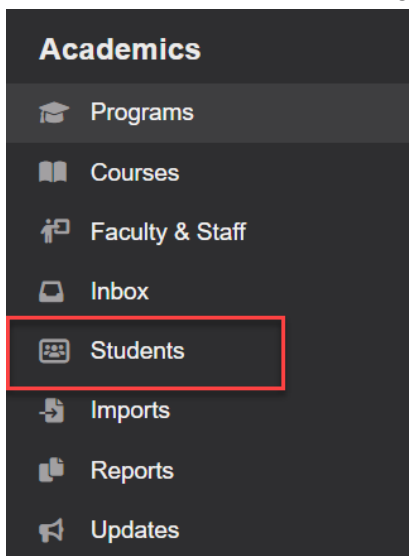 Academics
Programs
Courses
Faculty & Staff
Inbox
Students
Imports
Reports
Updates